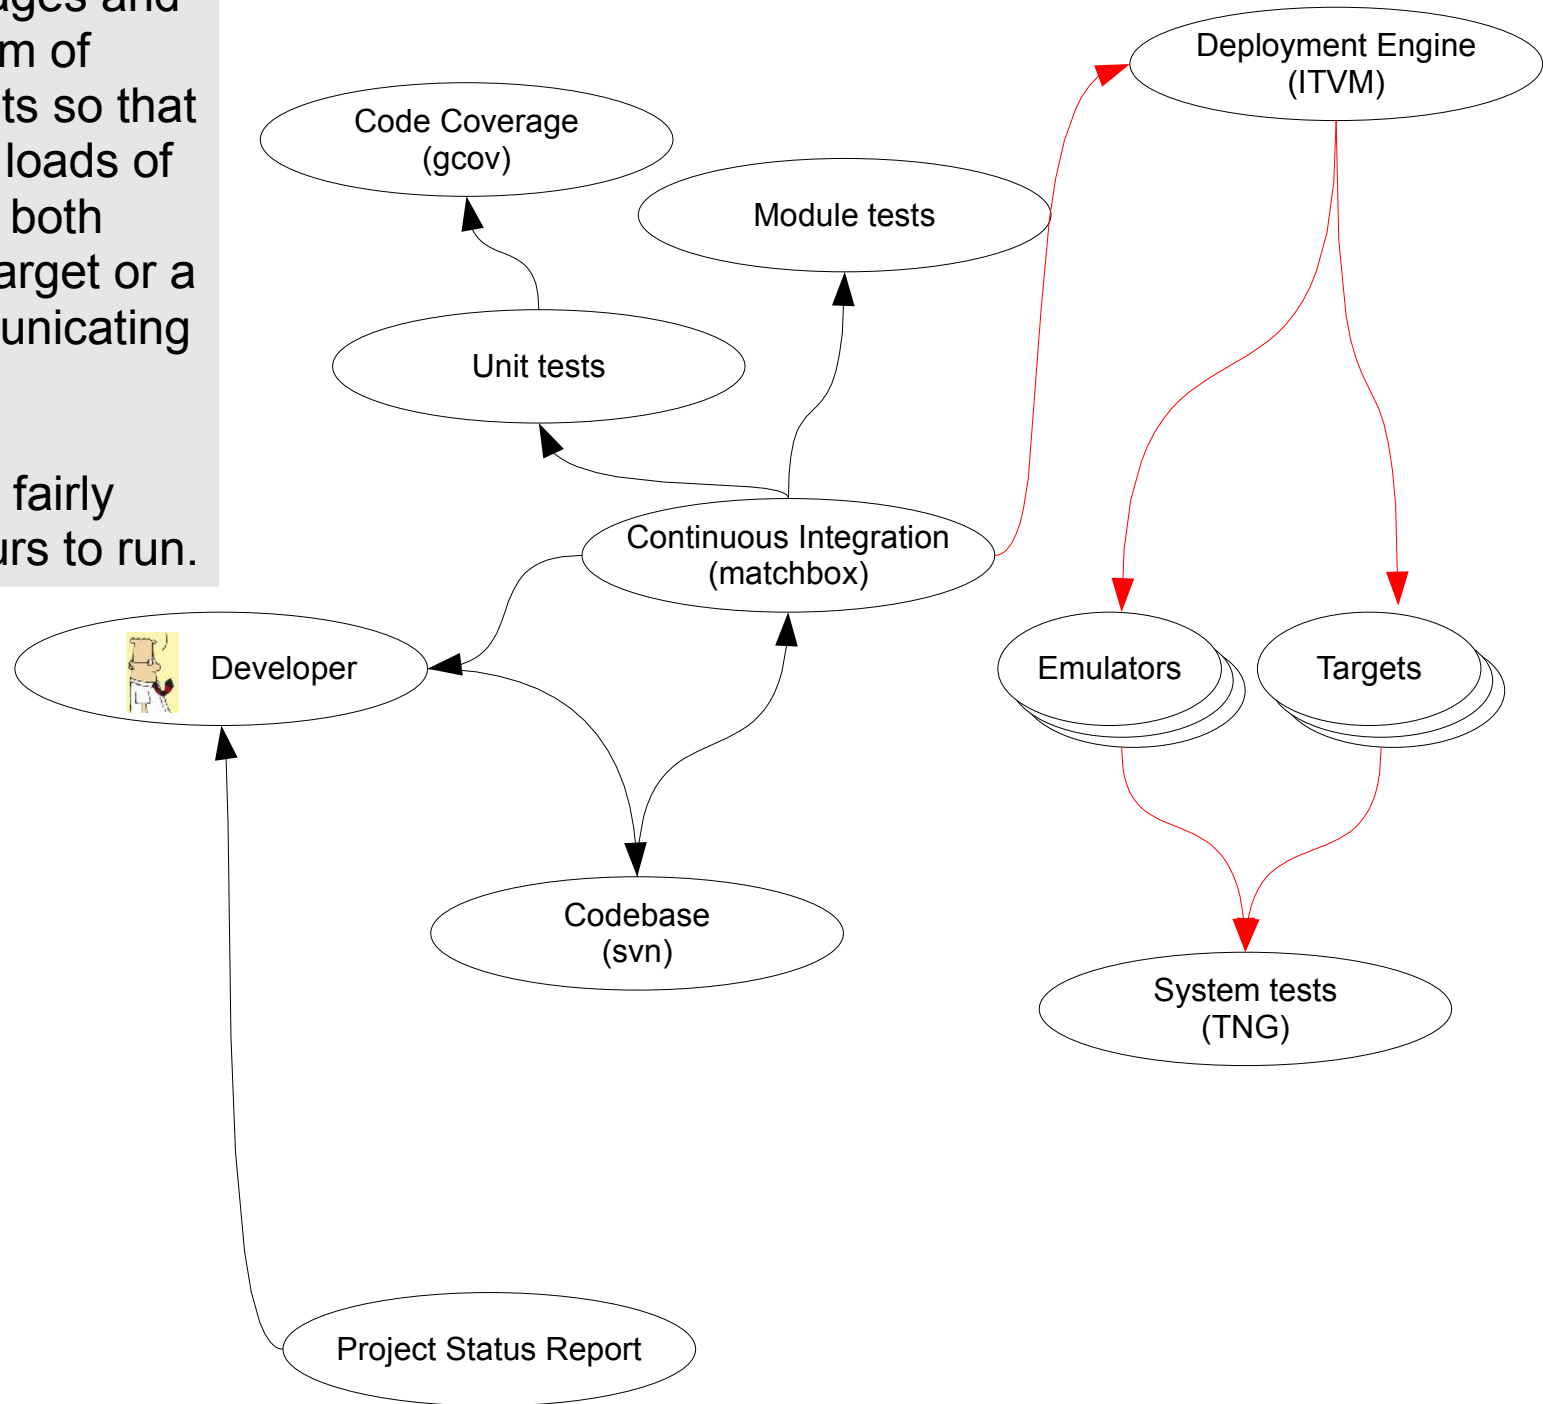 ages and
m of
ts so that
loads of
both
arget or a
unicating
fairly
urs to run.
Deployment Engine
(ITVM)
Code Coverage
(gcov)
Module tests
Unit tests
Continuous Integration
(matchbox)
Developer
Emulators
Targets
Codebase
(svn)
System tests
(TNG)
Project Status Report